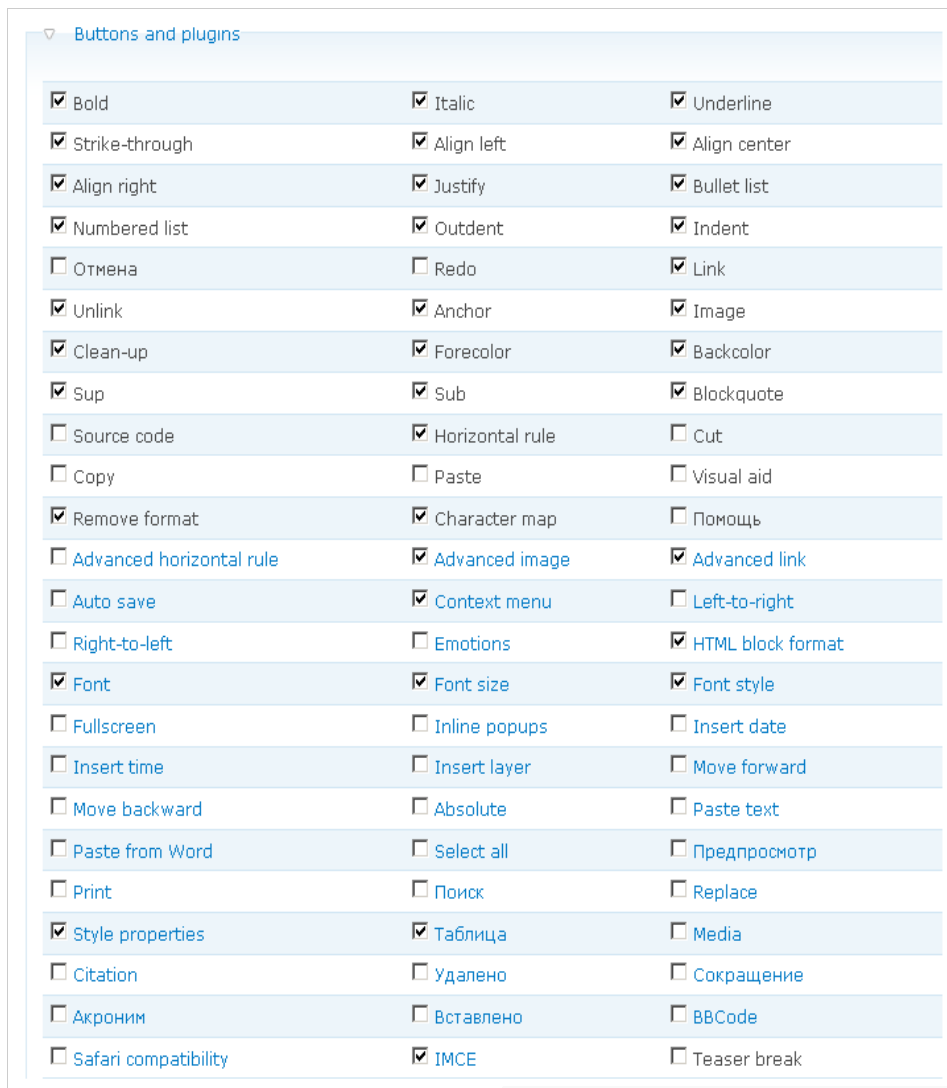 Buttons and plugins
Bold Italic Underline
Strike-through Align left Align center
Align right Justify Bullet list
Numbered list Outdent Indent
Отмена Redo Link
Unlink Anchor Image
Clean-up Forecolor Backcolor
Sup Sub Blockquote
Source code Horizontal rule Cut
Copy Paste Visual aid
Remove format Character map Помощь
Advanced horizontal rule Advanced image Advanced link
Auto save Context menu Left-to-right
Right-to-left Emotions HTML block format
Font Font size Font style
Fullscreen Inline popups Insert date
Insert time Insert layer Move forward
Move backward Absolute Paste text
Paste from Word Select all Предпросмотр
Print Поиск Replace
Style properties Таблица Media
Citation Удалено Сокращение
Акроним Вставлено BBCode
Safari compatibility IMCE Teaser break